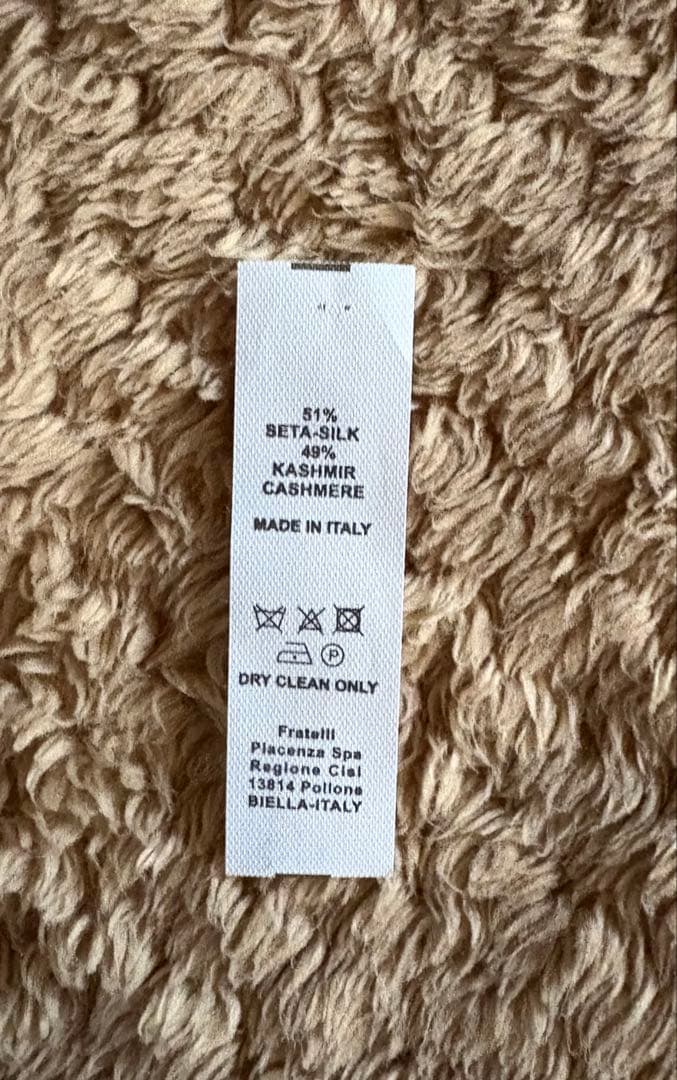 51%
SETA-SILK
49%
KASHMIR
CASHMERE
MADE IN ITALY
P
DRY CLEAN ONLY
Fratelli
Piacenza Spa
Regione Cisi
13814 Pollone
BIELLA-ITALY